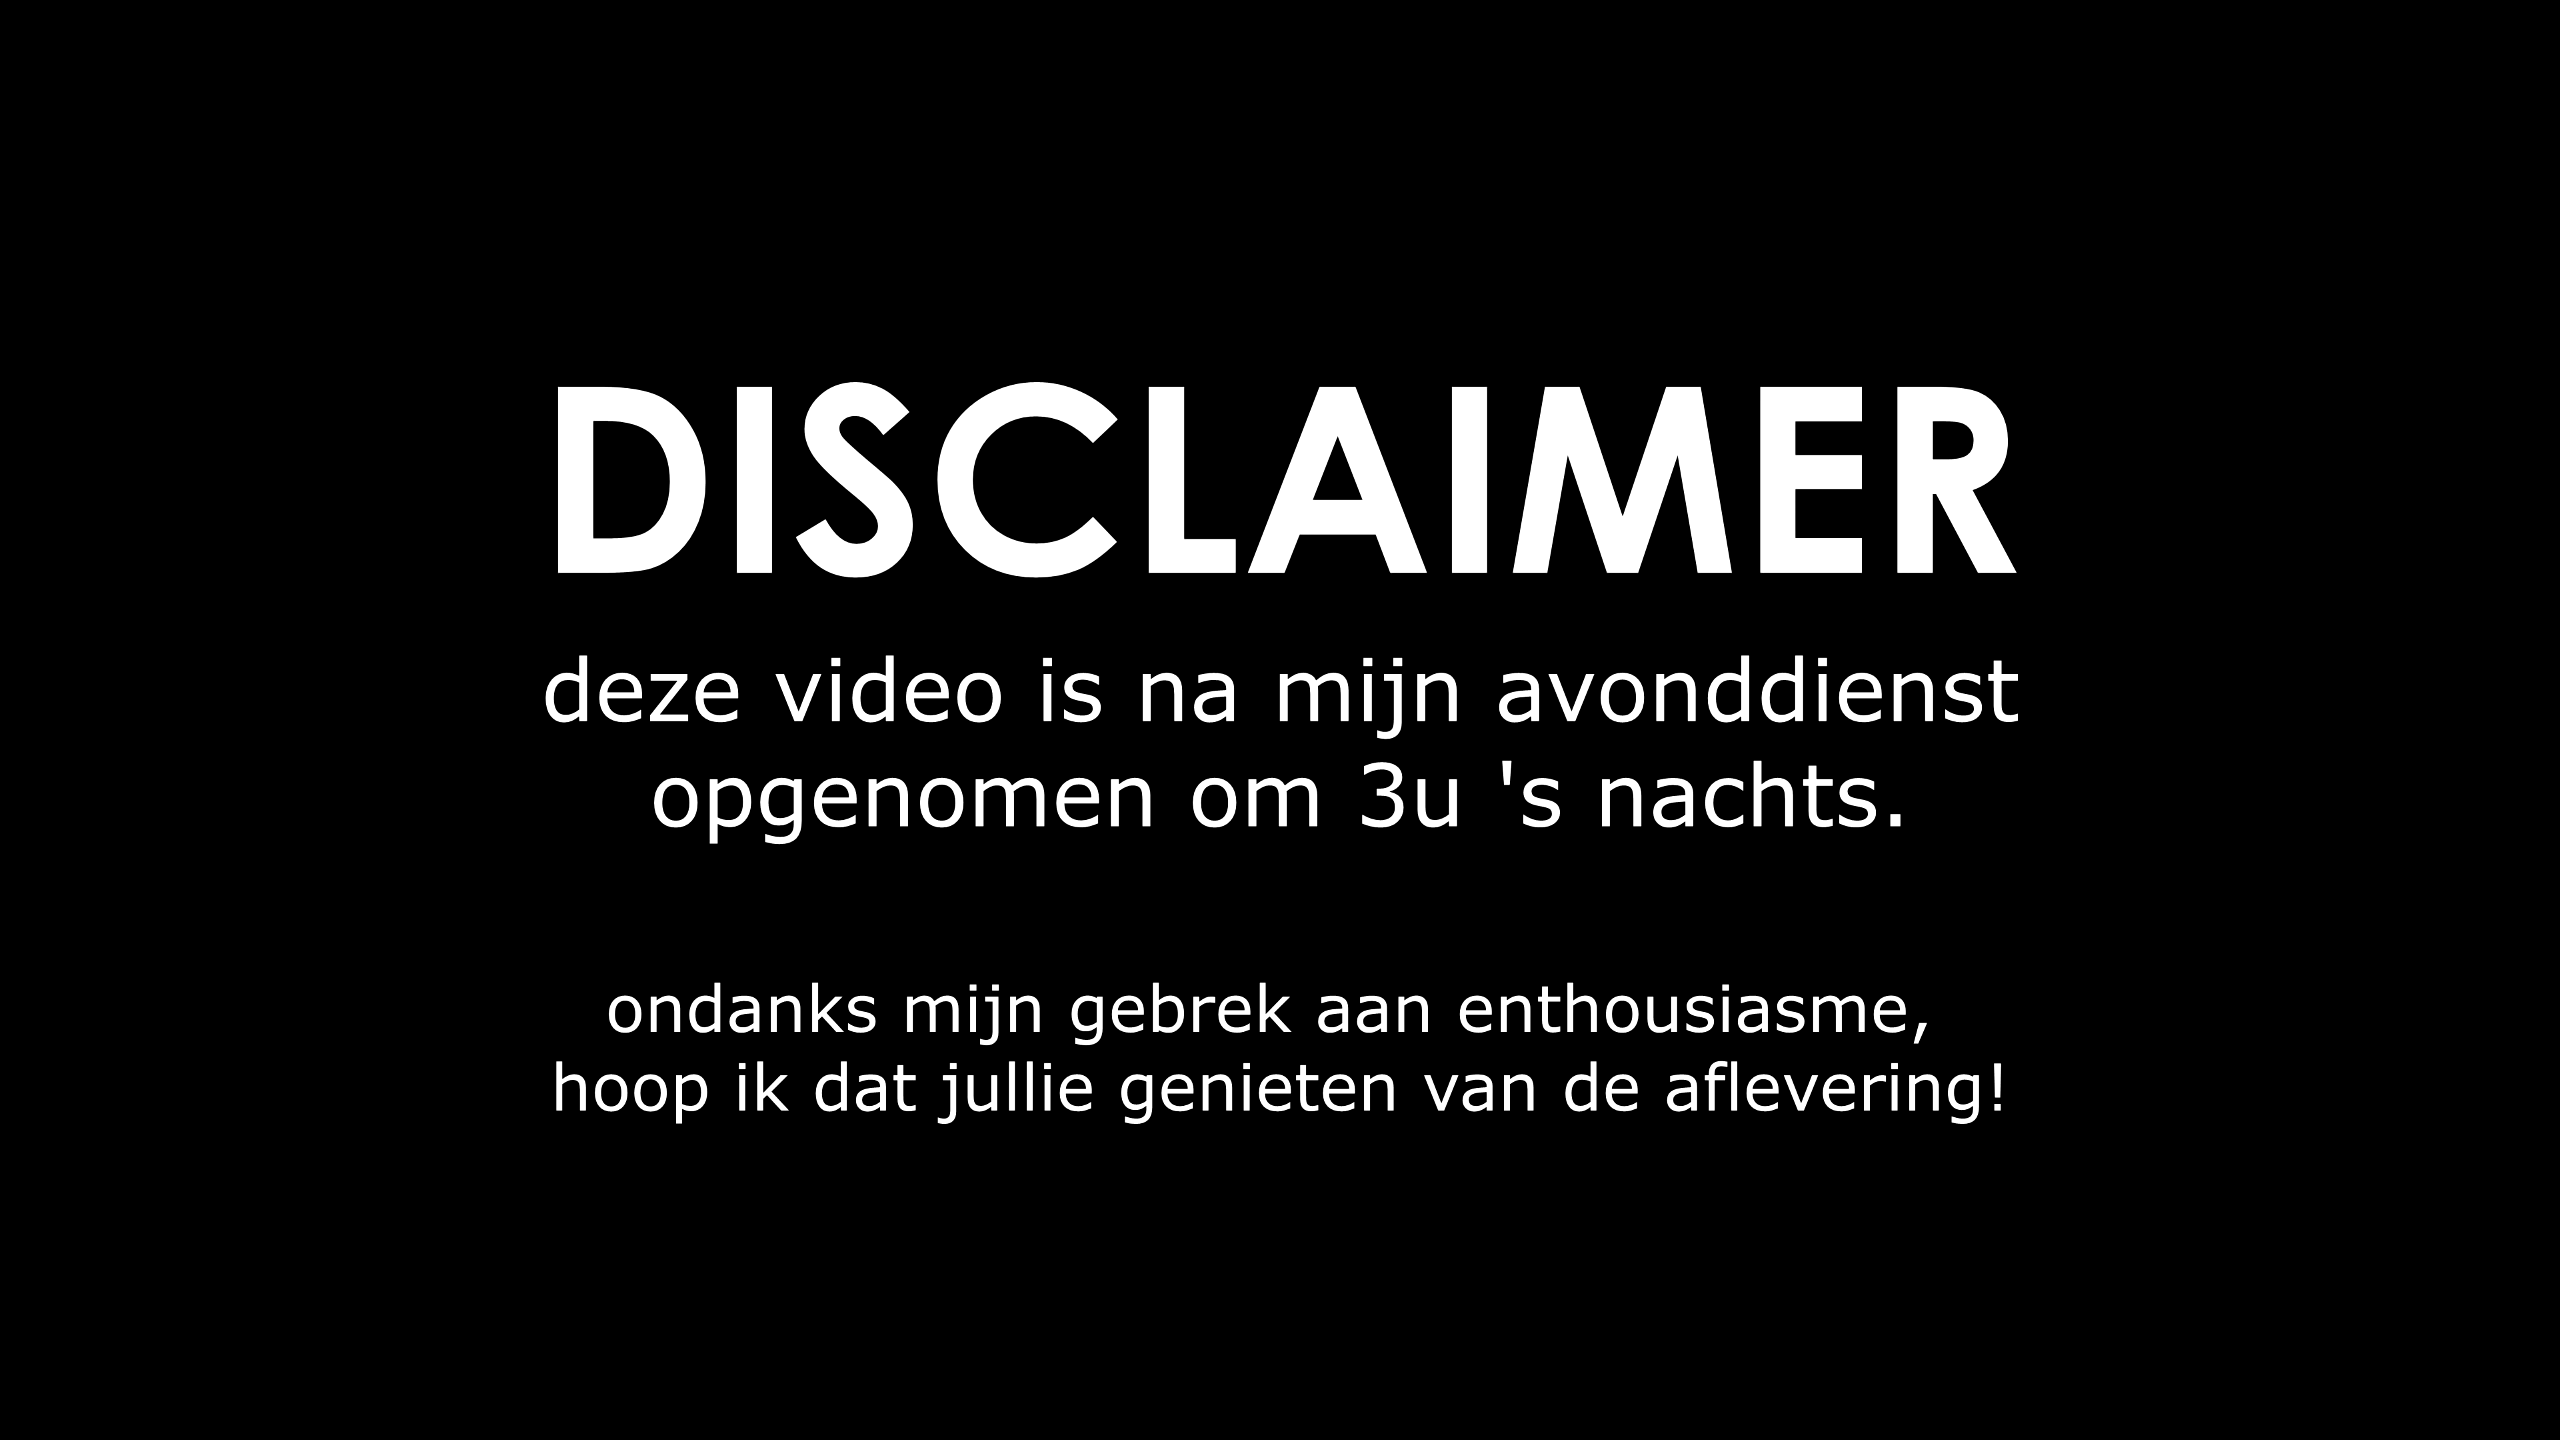 DISCLAIMER
deze video is na mijn avonddienst
opgenomen om 3u 's nachts.
ondanks mijn gebrek aan enthousiasme,
hoop ik dat jullie genieten van de aflevering!